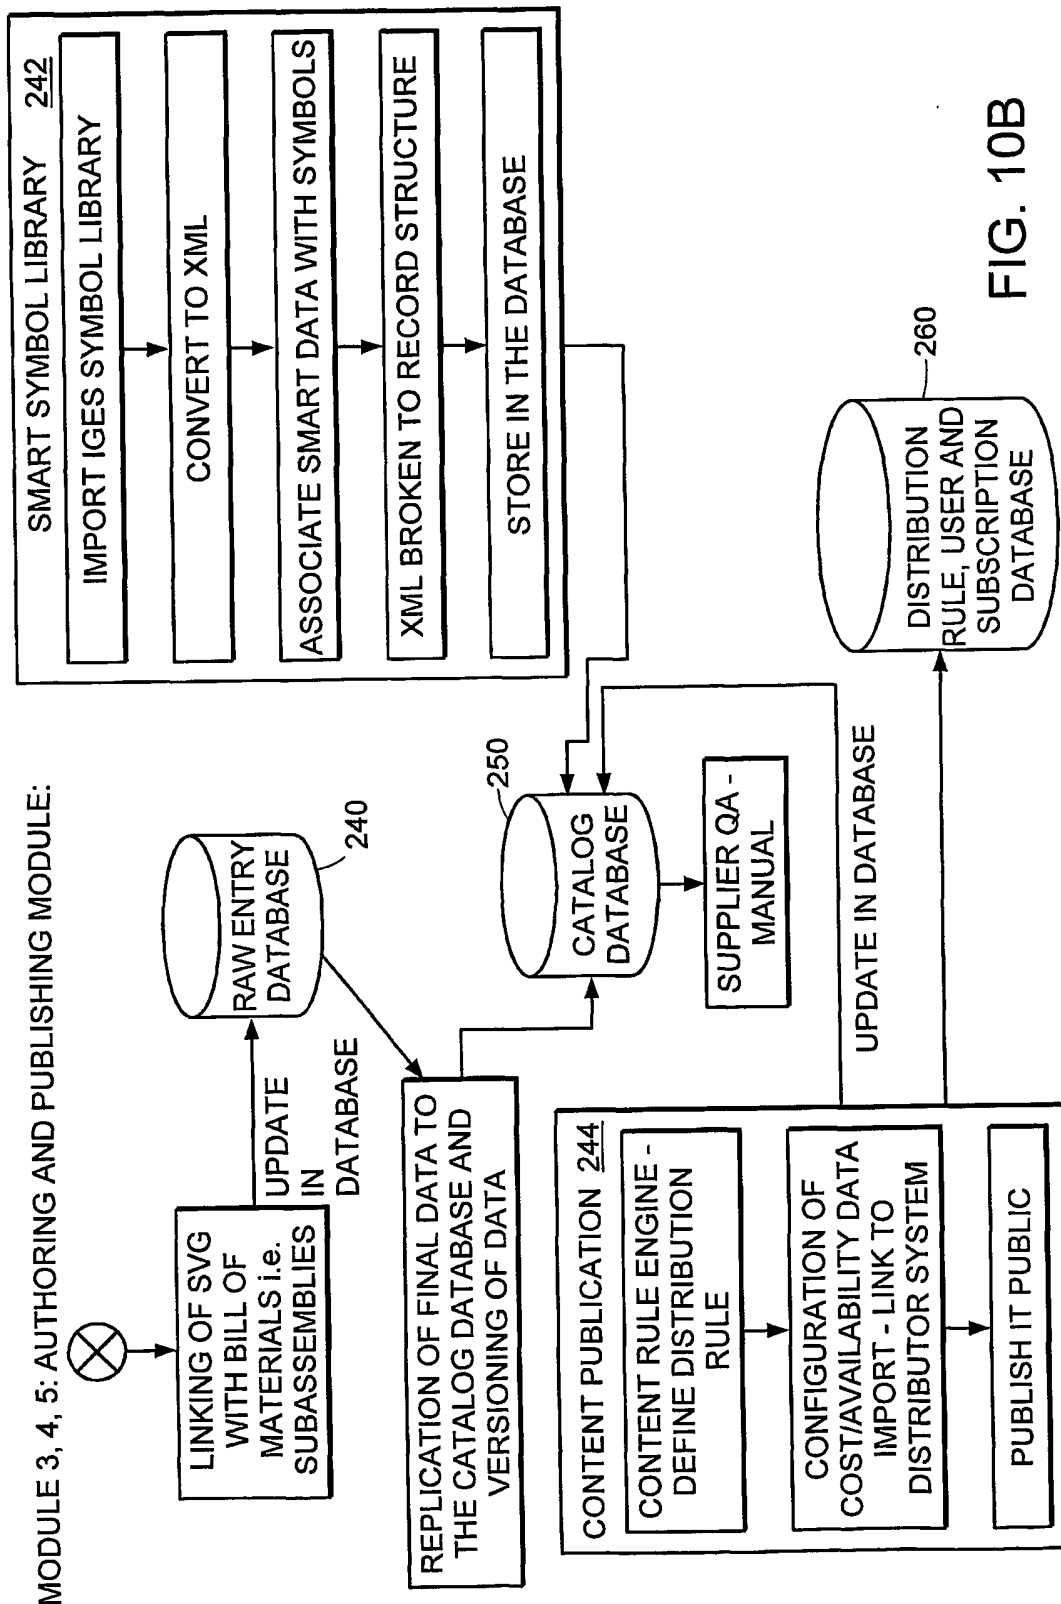 MODULE 3, 4, 5: AUTHORING AND PUBLISHING MODULE:
LINKING OF SVG
WITH BILL OF
MATERIALS i.e.
SUBASSEMBLIES
UPDATE
IN
DATABASE
RAW ENTRY
DATABASE
240
REPLICATION OF FINAL DATA TO
THE CATALOG DATABASE AND
VERSIONING OF DATA
SMART SYMBOL LIBRARY 242
IMPORT IGES SYMBOL LIBRARY
CONVERT TO XML
ASSOCIATE SMART DATA WITH SYMBOLS
XML BROKEN TO RECORD STRUCTURE
STORE IN THE DATABASE
250
CATALOG
DATABASE
SUPPLIER QA -
MANUAL
CONTENT PUBLICATION 244
CONTENT RULE ENGINE -
DEFINE DISTRIBUTION
RULE
CONFIGURATION OF
COST/AVAILABILITY DATA
IMPORT - LINK TO
DISTRIBUTOR SYSTEM
PUBLISH IT PUBLIC
UPDATE IN DATABASE
260
DISTRIBUTION
RULE, USER AND
SUBSCRIPTION
DATABASE
FIG. 10B